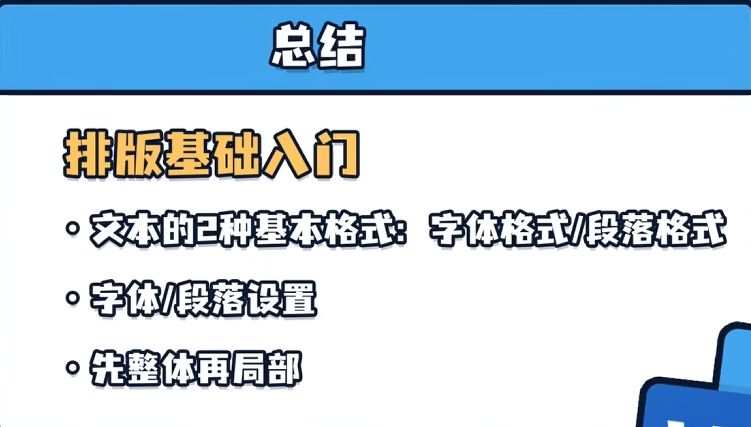 总结
排版基础入门
·文本的2种基本格式：字体格式/段落格式
·字体/段落设置
·先整体再局部